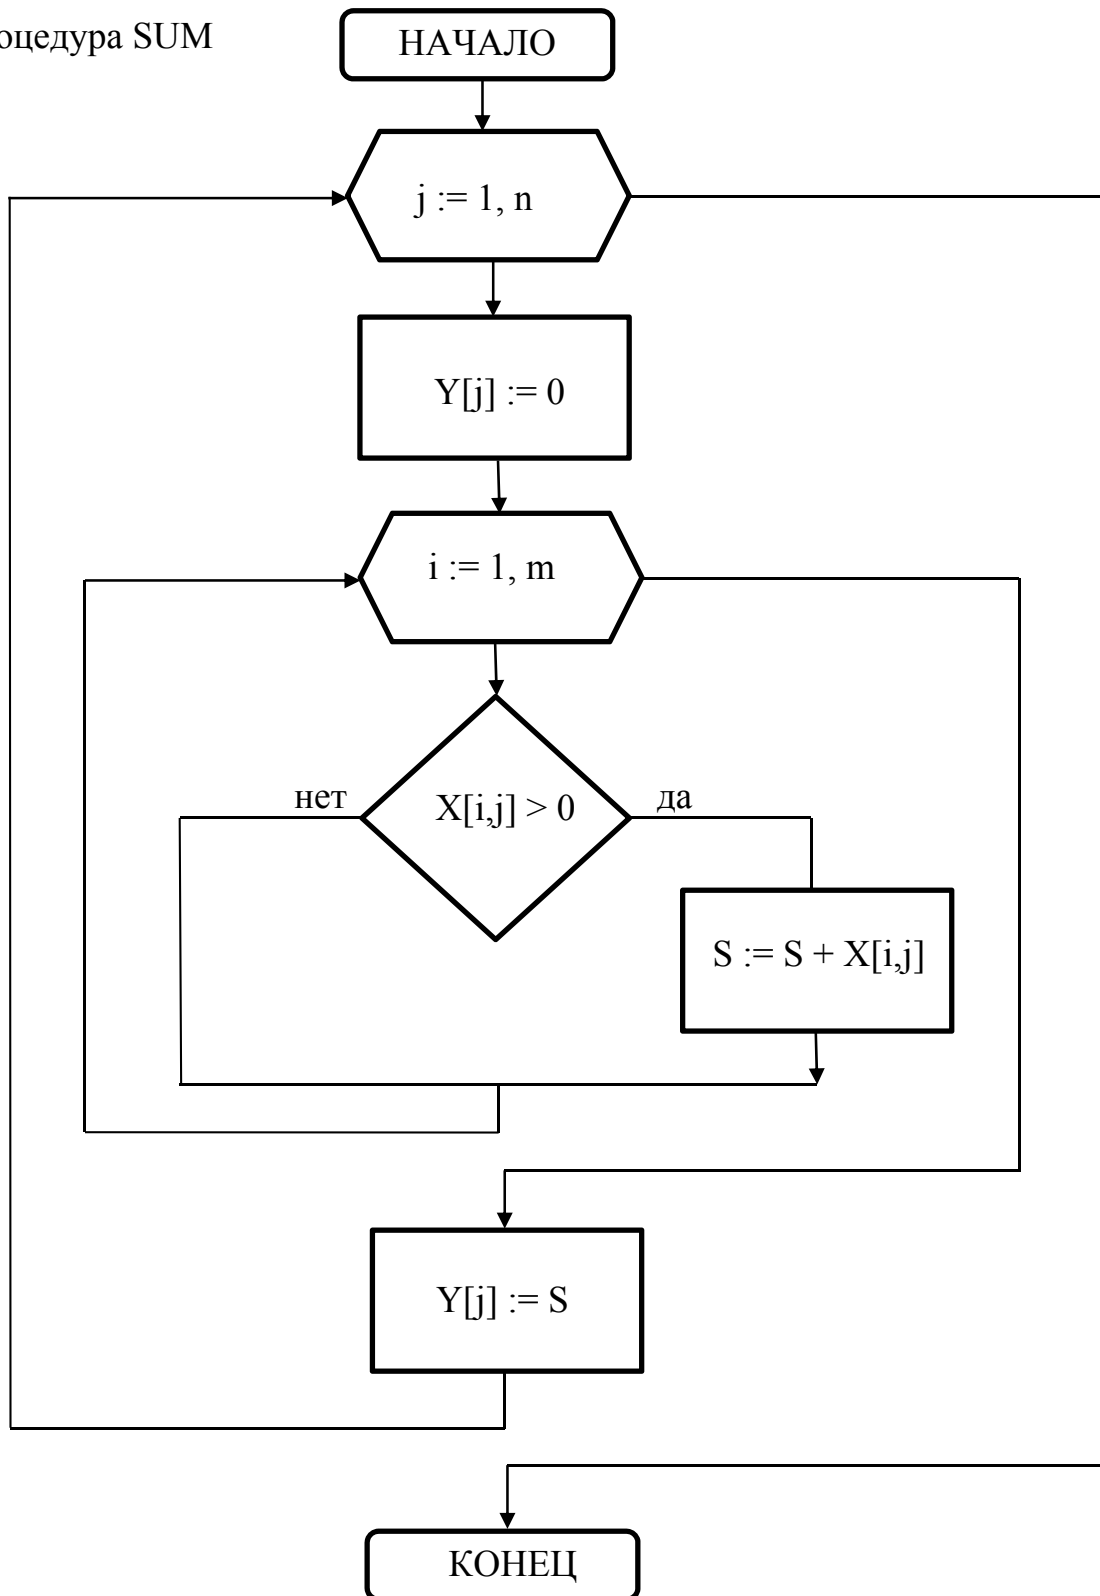 оцедура SUM
НАЧАЛО
j := 1, n
Y[j] := 0
i := 1, m
нет
X[i,j] > 0
да
S := S + X[i,j]
Y[j] := S
КОНЕЦ